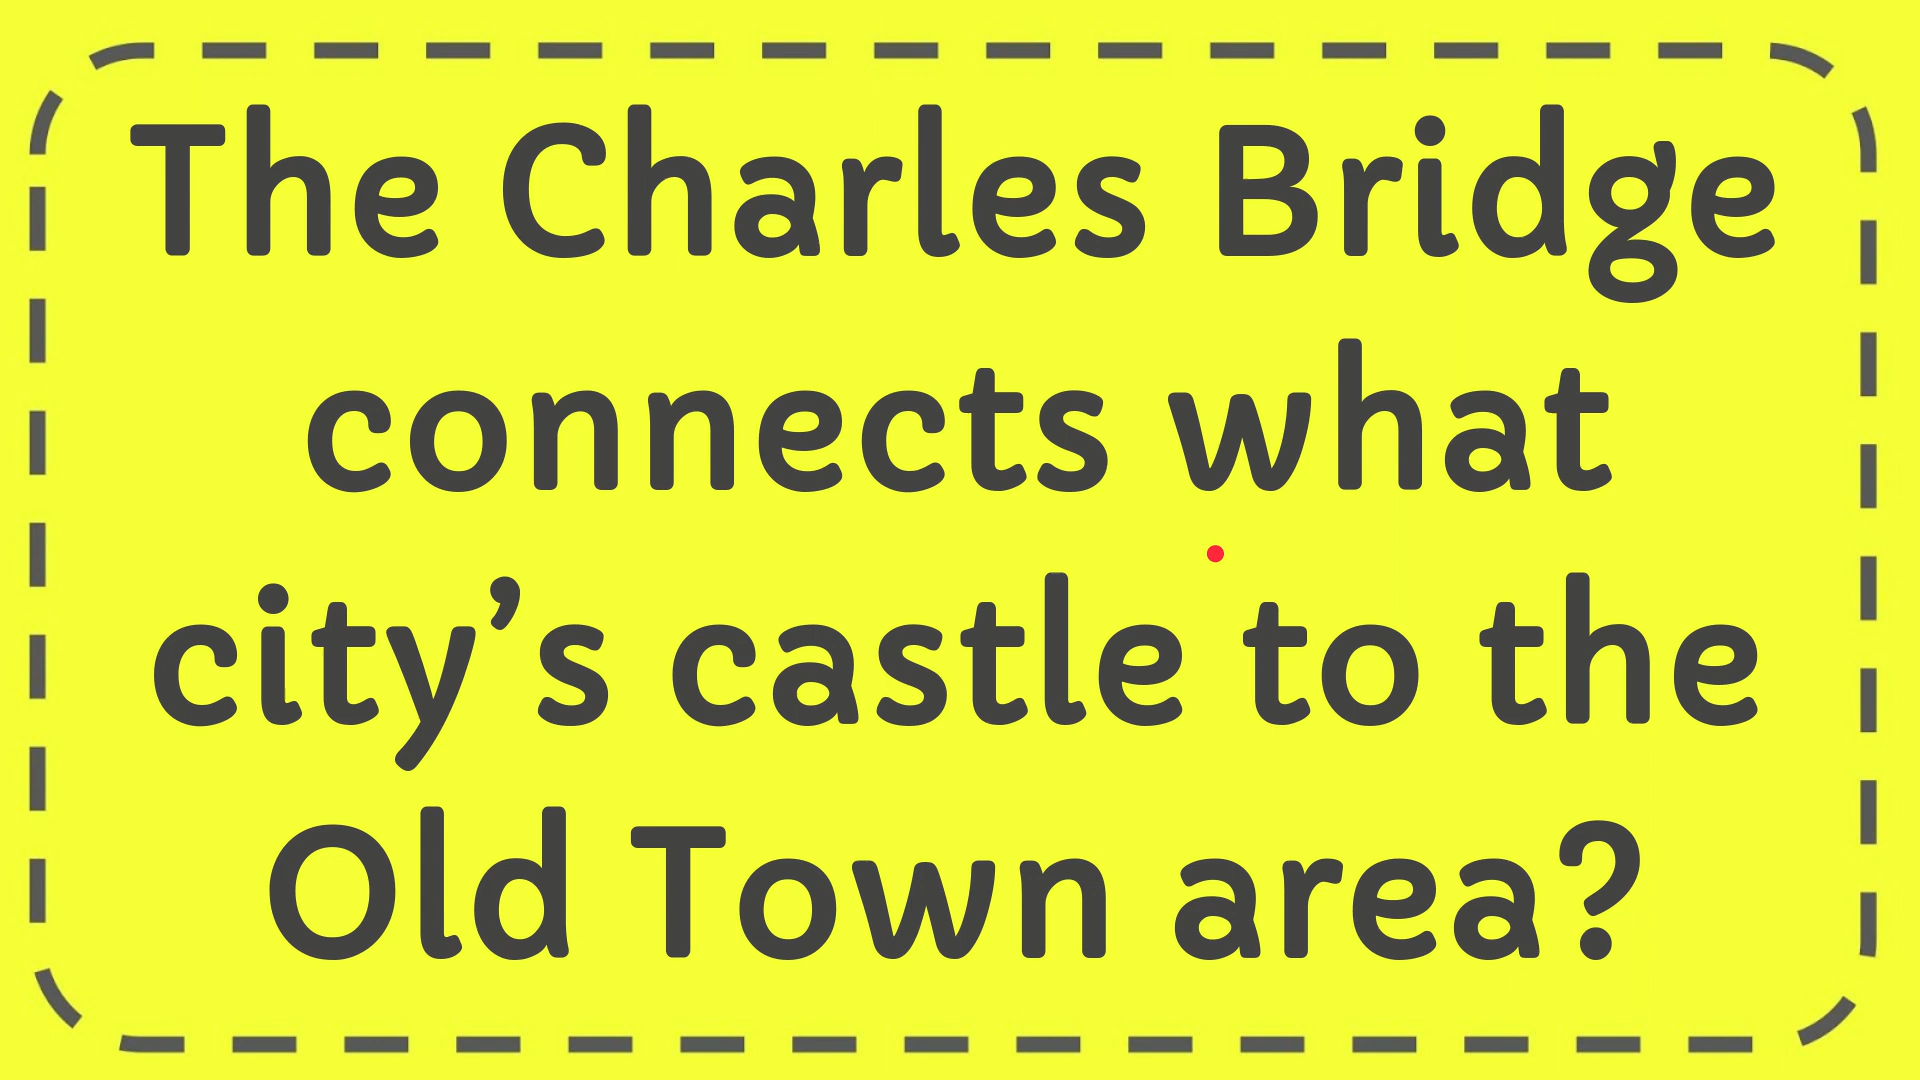 The Charles Bridge
connects what
city’s castle to the
Old Town area?